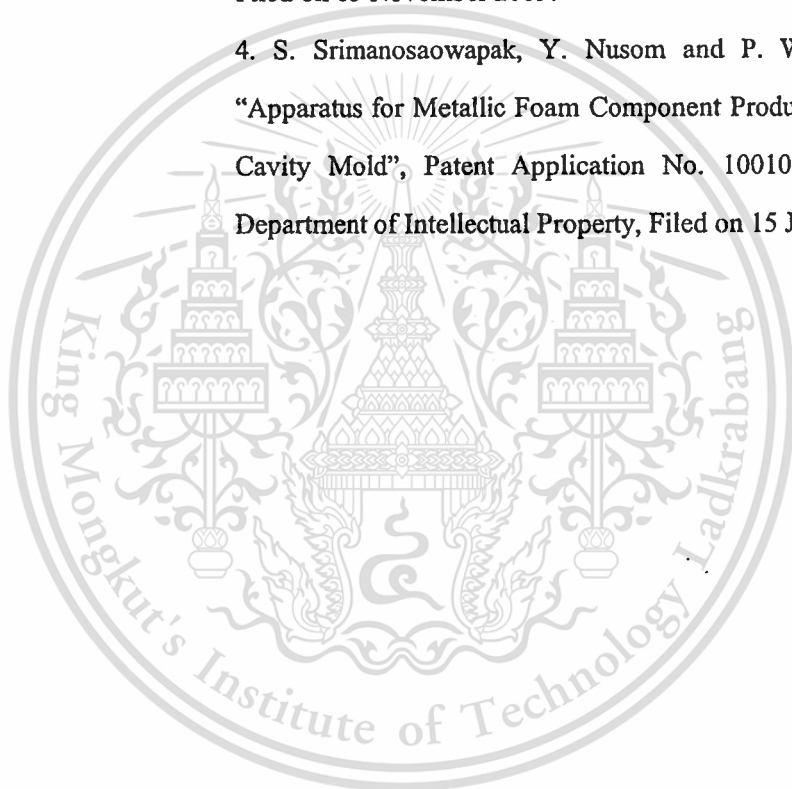 4. S. Srimanosaowapak, Y. Nusom and P. W
“Apparatus for Metallic Foam Component Produ
Cavity Mold”, Patent Application No. 10010
Department of Intellectual Property, Filed on 15 J
King Mongkut's Institute of Technology Ladkrabang